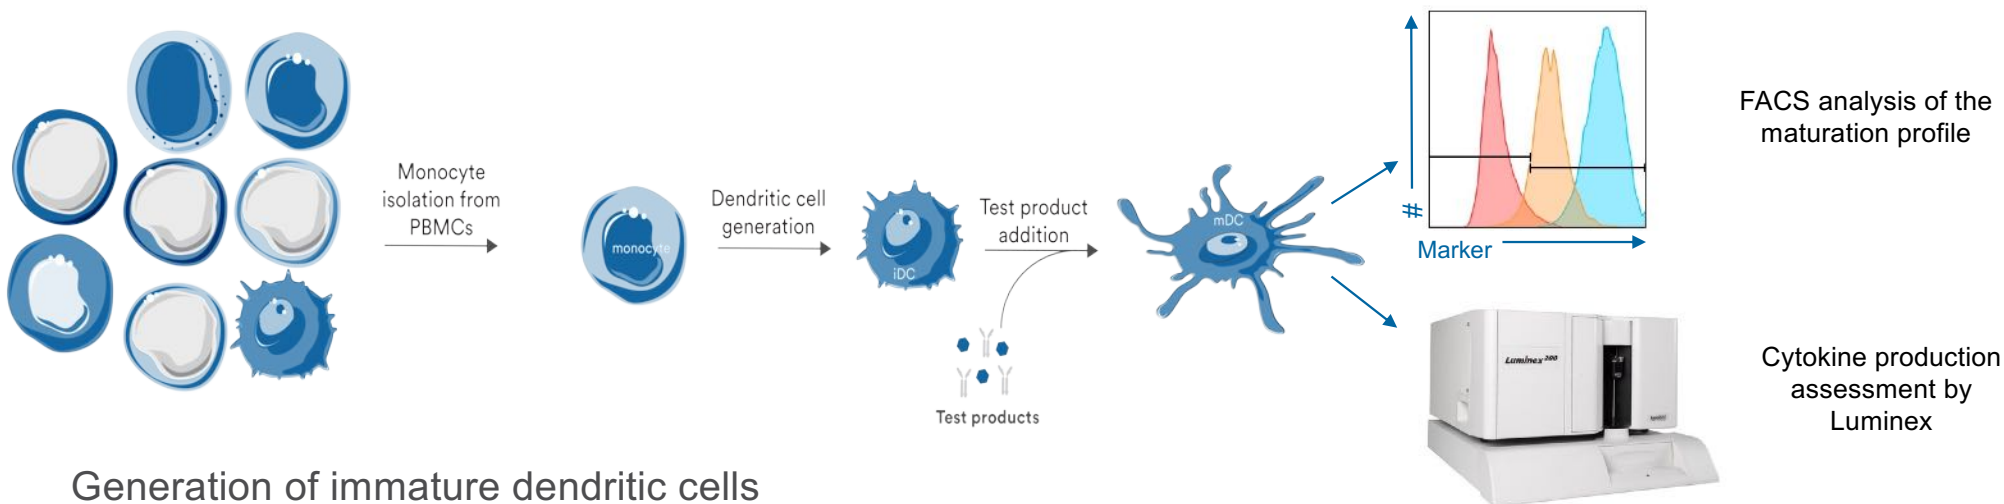 Monocyte
isolation from
PBMCs
monocyte
Dendritic cell
generation
iDC
Test product
addition
Test products
mDC
#
Marker
FACS analysis of the
maturation profile
Luminex 200
Cytokine production
assessment by
Luminex
Generation of immature dendritic cells